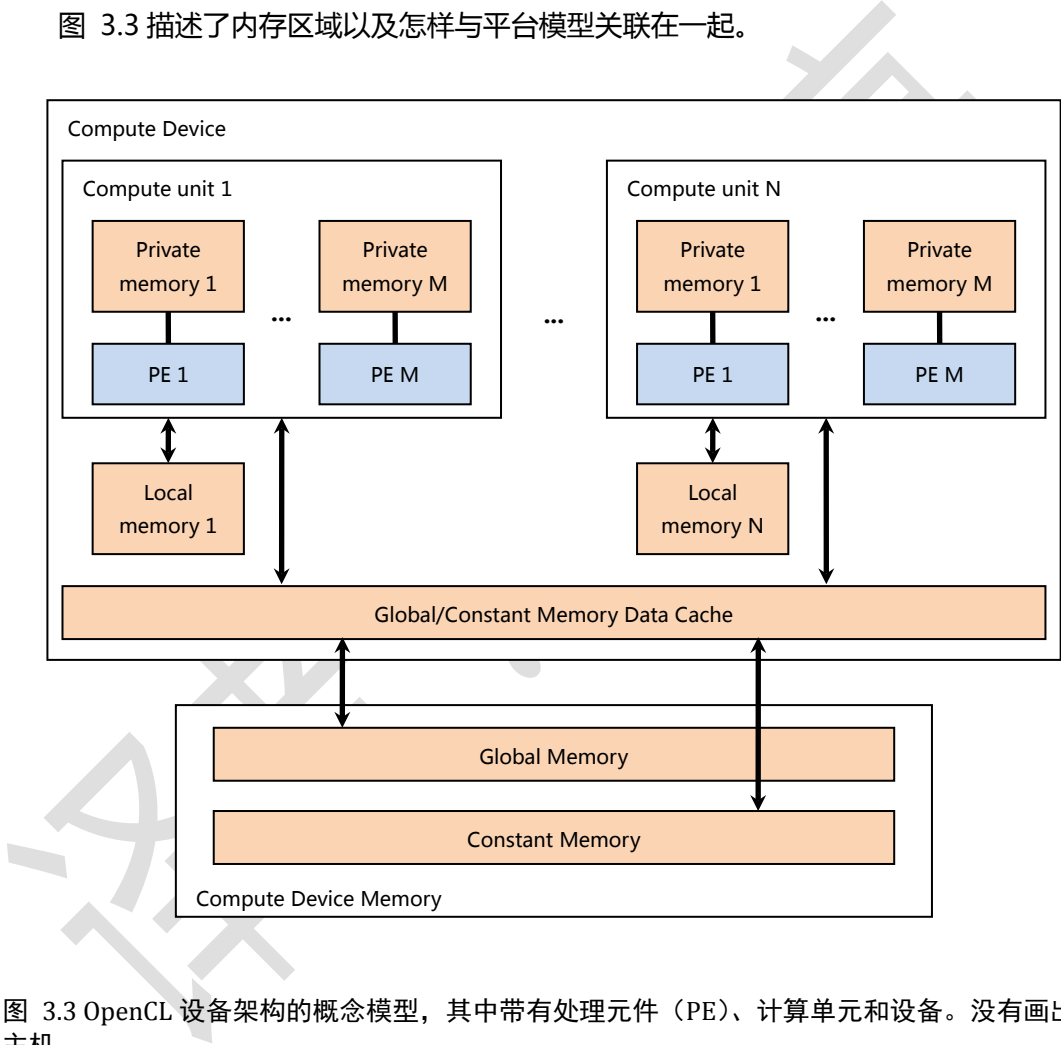 图 3.3 描述了内存区域以及怎样与平台模型关联在一起。
Compute Device
Compute unit 1
Private
memory 1
Private
memory M
...
PE 1
PE M
...
Compute unit N
Private
memory 1
Private
memory M
...
PE 1
PE M
Local
memory 1
Local
memory N
Global/Constant Memory Data Cache
Global Memory
Constant Memory
Compute Device Memory
图 3.3 OpenCL 设备架构的概念模型，其中带有处理元件（PE）、计算单元和设备。没有画出
主机